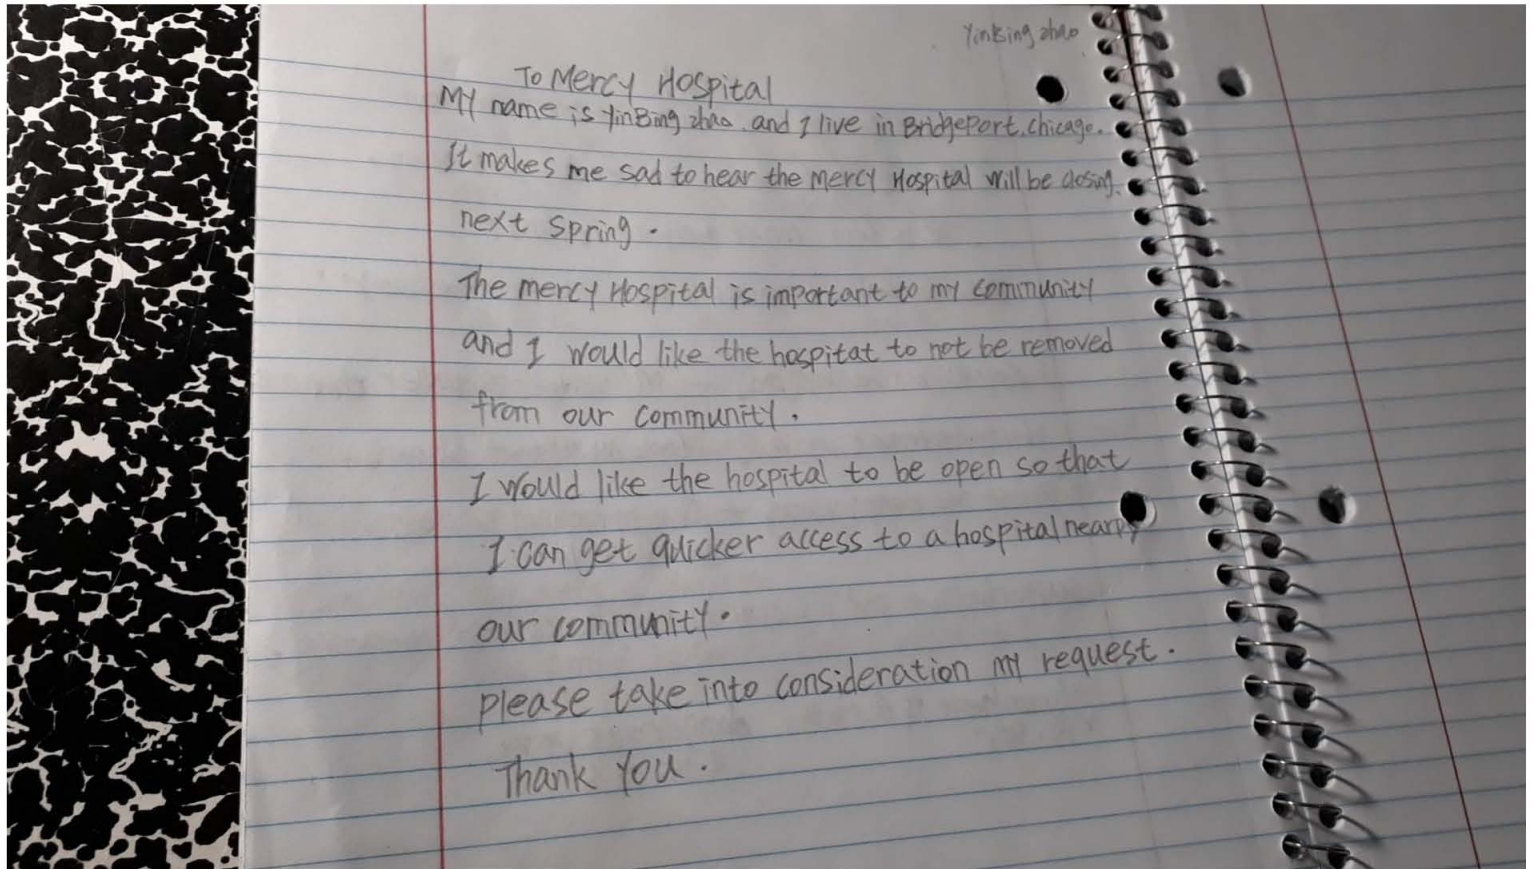 YinBing zhao
To Mercy Hospital
My name is YinBing zhao. and I live in BridgePort, chicago.
It makes me sad to hear the Mercy Hospital will be closing.
next spring.
The mercy Hospital is important to my community
and I would like the hospitat to not be removed
from our community.
I would like the hospital to be open so that
I can get quicker access to a hospital nearby
our community.
please take into consideration my request.
Thank you.